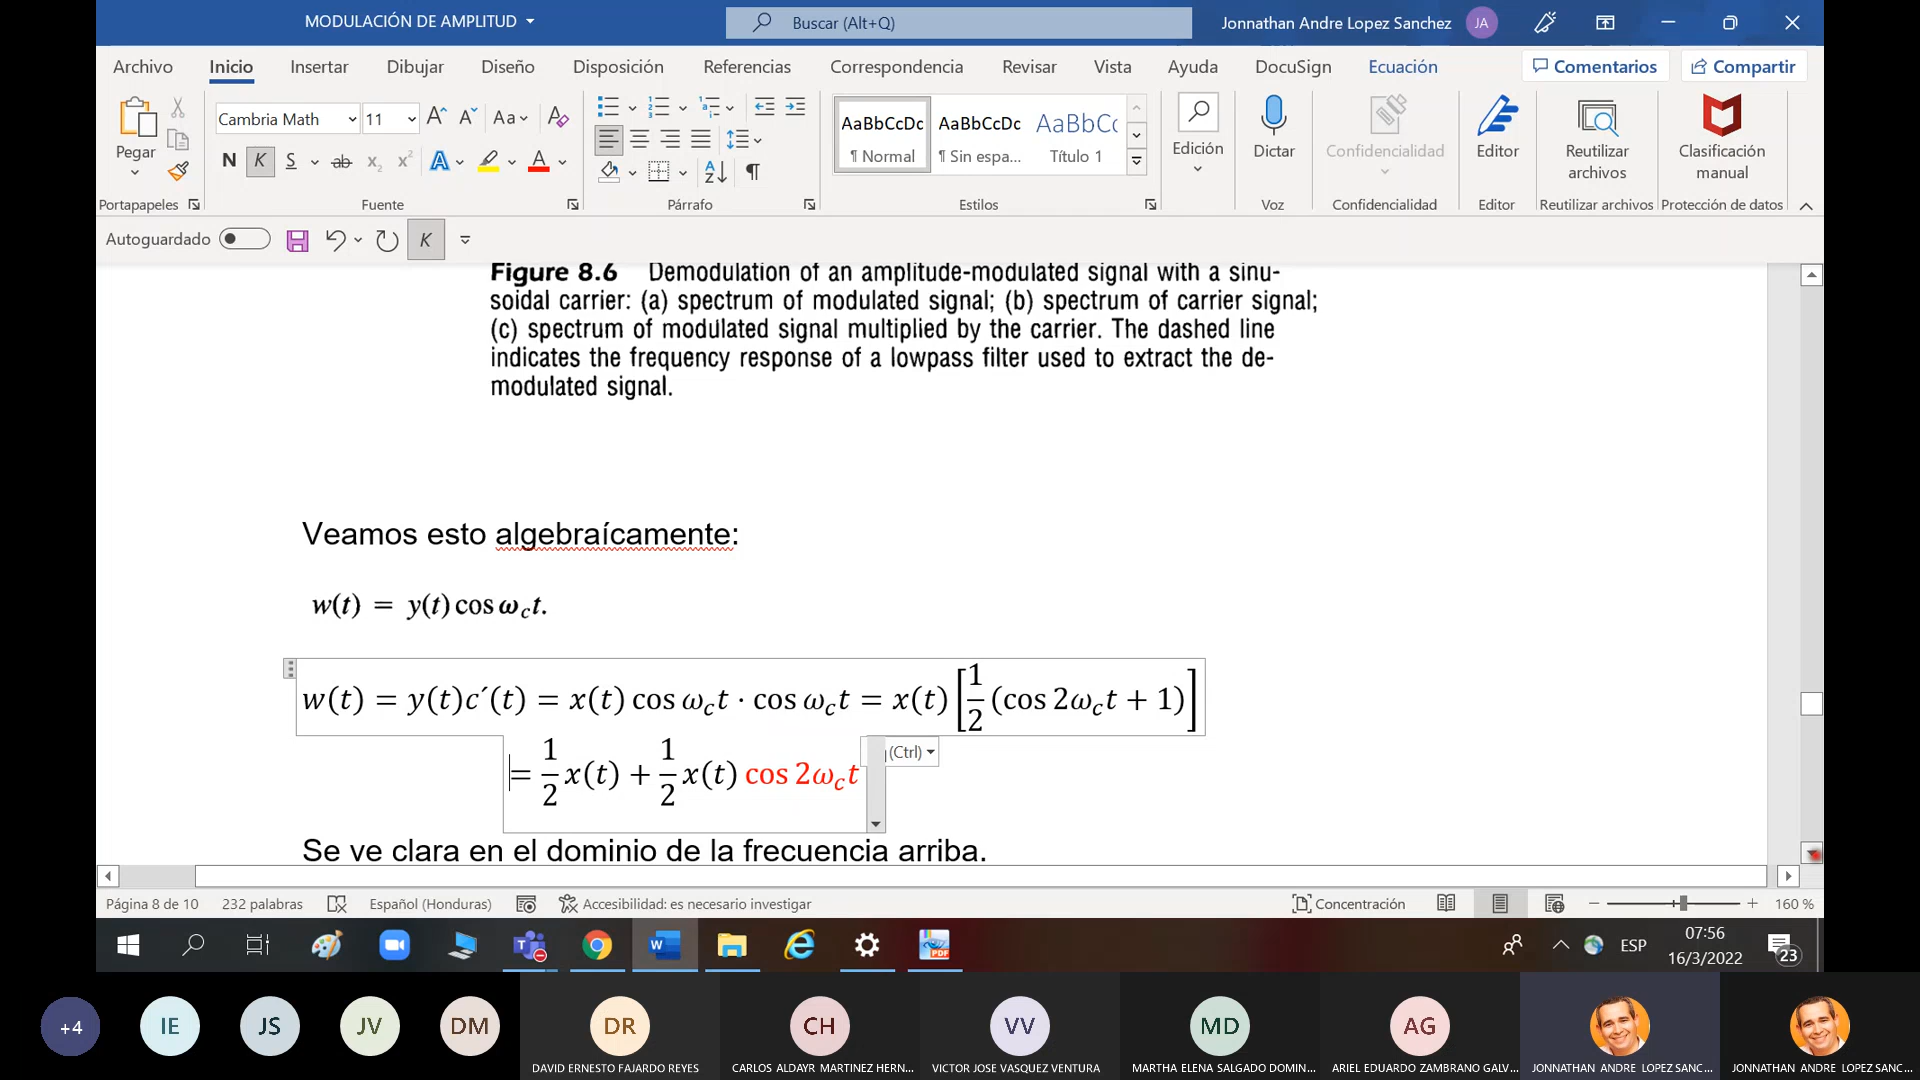 MODULACIÓN DE AMPLITUD
Buscar (Alt+Q)
Jonnathan Andre Lopez Sanchez
JA
Archivo Inicio Insertar Dibujar Diseño Disposición Referencias Correspondencia Revisar Vista Ayuda DocuSign Ecuación Comentarios Compartir
Pegar
Cambria Math 11
N K S ab
AaBbCcDc AaBbCcDc AaBbCc
¶ Normal ¶ Sin espa... Título 1
Edición
Dictar
Confidencialidad
Editor
Reutilizar archivos
Clasificación manual
Portapapeles Fuente Párrafo Estilos Voz Confidencialidad Editor Reutilizar archivos Protección de datos
Autoguardado K
Figure 8.6 Demodulation of an amplitude-modulated signal with a sinu-
soidal carrier: (a) spectrum of modulated signal; (b) spectrum of carrier signal;
(c) spectrum of modulated signal multiplied by the carrier. The dashed line
indicates the frequency response of a lowpass filter used to extract the de-
modulated signal.
Veamos esto algebraícamente:
w(t) = y(t) cos ω_c t.
w(t) = y(t)c´(t) = x(t) cos ω_c t · cos ω_c t = x(t) [1/2 (cos 2ω_c t + 1)]
= 1/2 x(t) + 1/2 x(t) cos 2ω_c t
(Ctrl)
Se ve clara en el dominio de la frecuencia arriba.
Página 8 de 10 232 palabras Español (Honduras) Accesibilidad: es necesario investigar Concentración 160 %
ESP
07:56
16/3/2022
23
+4 IE JS JV DM DR CH VV MD AG
DAVID ERNESTO FAJARDO REYES
CARLOS ALDAYR MARTINEZ HERN...
VICTOR JOSE VASQUEZ VENTURA
MARTHA ELENA SALGADO DOMIN...
ARIEL EDUARDO ZAMBRANO GALV...
JONNATHAN ANDRE LOPEZ SANC...
JONNATHAN ANDRE LOPEZ SANC...